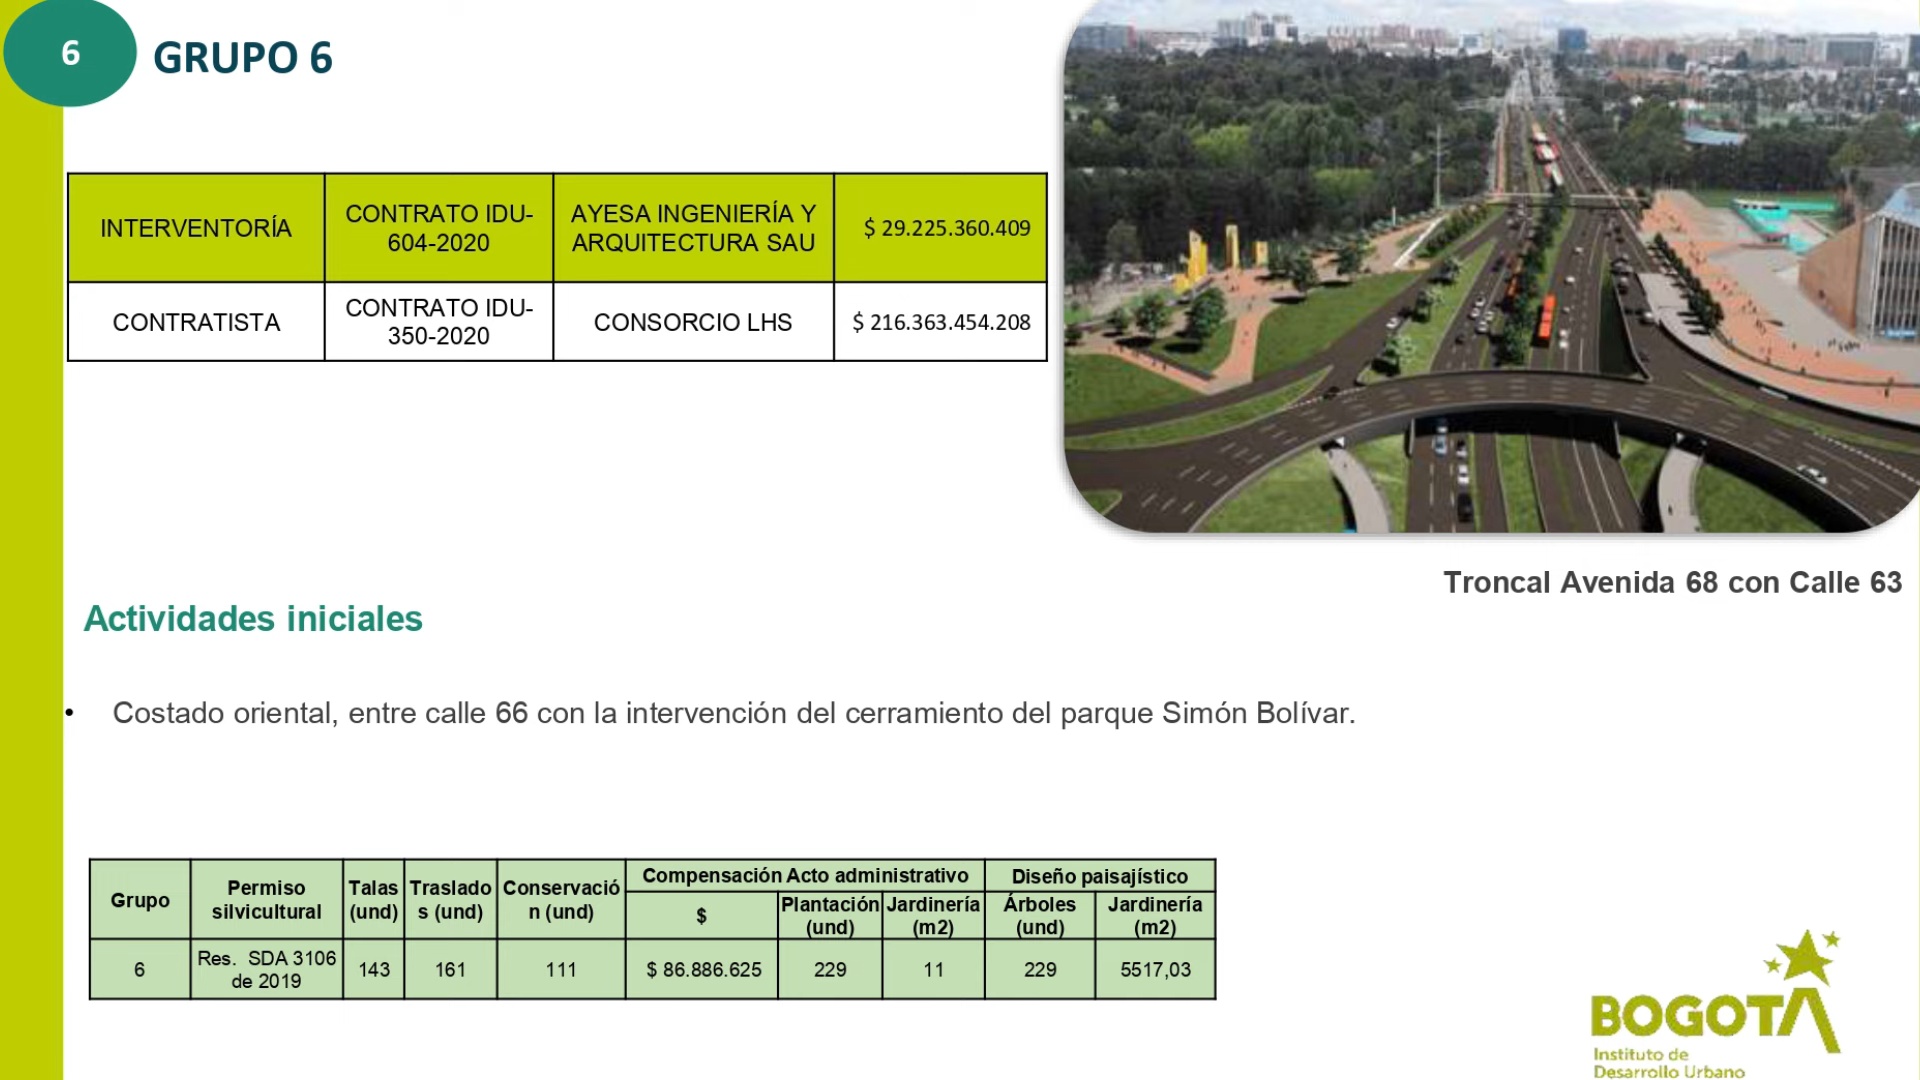 6
GRUPO 6
INTERVENTORÍA
CONTRATO IDU-
604-2020
AYESA INGENIERÍA Y
ARQUITECTURA SAU
$ 29.225.360.409
CONTRATISTA
CONTRATO IDU-
350-2020
CONSORCIO LHS
$ 216.363.454.208
Troncal Avenida 68 con Calle 63
Actividades iniciales
• Costado oriental, entre calle 66 con la intervención del cerramiento del parque Simón Bolívar.
Grupo
Permiso
silvicultural
Talas
(und)
Traslado
s (und)
Conservació
n (und)
Compensación Acto administrativo
Diseño paisajístico
$
Plantación
(und)
Jardinería
(m2)
Árboles
(und)
Jardinería
(m2)
6
Res. SDA 3106
de 2019
143
161
111
$ 86.886.625
229
11
229
5517,03
BOGOTÁ
Instituto de
Desarrollo Urbano